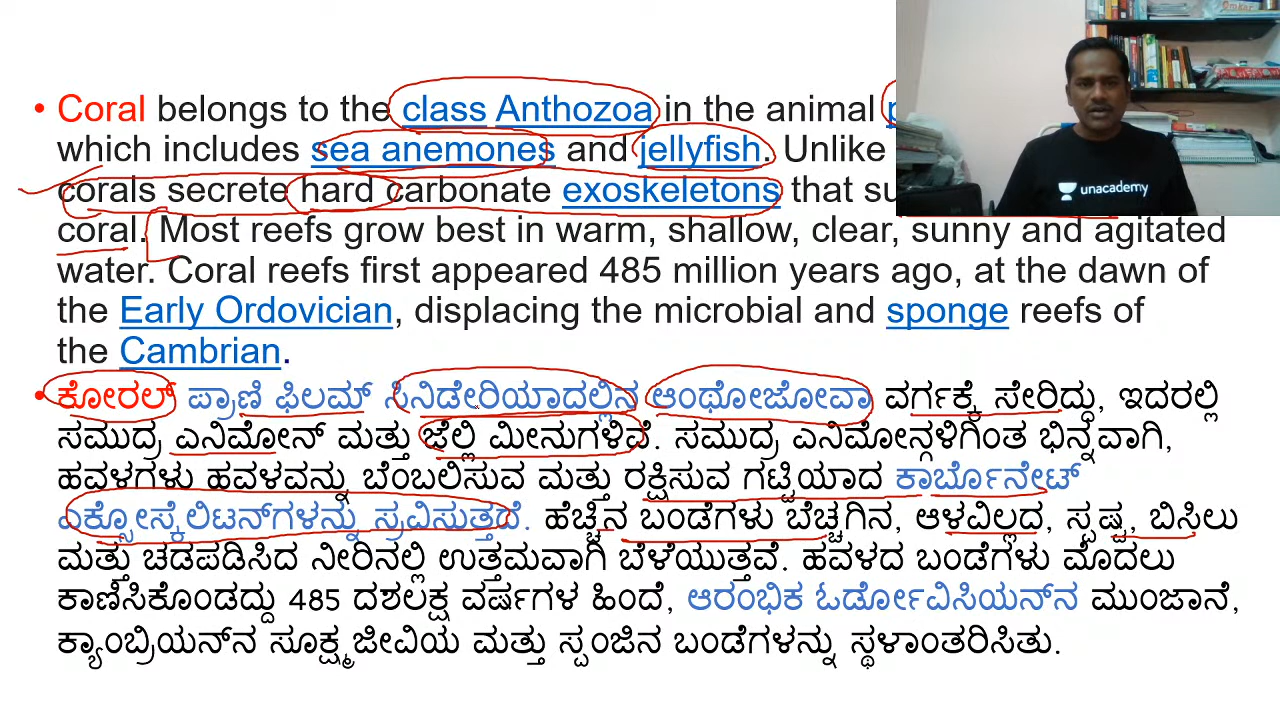 • Coral belongs to the class Anthozoa in the animal
which includes sea anemones and jellyfish. Unlike
corals secrete hard carbonate exoskeletons that
coral. Most reefs grow best in warm, shallow, clear, sunny and agitated
water. Coral reefs first appeared 485 million years ago, at the dawn of
the Early Ordovician, displacing the microbial and sponge reefs of
the Cambrian.
• ಕೋರಲ್ ಪ್ರಾಣಿ ಫಿಲಮ್ ಸಿನಿಡೇರಿಯಾದಲ್ಲಿನ ಆಂಥೋಜೋವಾ ವರ್ಗಕ್ಕೆ ಸೇರಿದ್ದು, ಇದರಲ್ಲಿ
ಸಮುದ್ರ ಎನಿಮೋನ್ ಮತ್ತು ಜೆಲ್ಲಿ ಮೀನುಗಳಿವೆ. ಸಮುದ್ರ ಎನಿಮೋನ್ಗಳಿಗಿಂತ ಭಿನ್ನವಾಗಿ,
ಹವಳಗಳು ಹವಳವನ್ನು ಬೆಂಬಲಿಸುವ ಮತ್ತು ರಕ್ಷಿಸುವ ಗಟ್ಟಿಯಾದ ಕಾರ್ಬೊನೇಟ್
ಎಕ್ಸೋಸ್ಕೆಲಿಟನ್‌ಗಳನ್ನು ಸ್ರವಿಸುತ್ತದೆ. ಹೆಚ್ಚಿನ ಬಂಡೆಗಳು ಬೆಚ್ಚಗಿನ, ಆಳವಿಲ್ಲದ, ಸ್ಪಷ್ಟ, ಬಿಸಿಲು
ಮತ್ತು ಚಡಪಡಿಸಿದ ನೀರಿನಲ್ಲಿ ಉತ್ತಮವಾಗಿ ಬೆಳೆಯುತ್ತವೆ. ಹವಳದ ಬಂಡೆಗಳು ಮೊದಲು
ಕಾಣಿಸಿಕೊಂಡದ್ದು 485 ದಶಲಕ್ಷ ವರ್ಷಗಳ ಹಿಂದೆ, ಆರಂಭಿಕ ಓರ್ಡೋವಿಸಿಯನ್‌ನ ಮುಂಜಾನೆ,
ಕ್ಯಾಂಬ್ರಿಯನ್‌ನ ಸೂಕ್ಷ್ಮಜೀವಿಯ ಮತ್ತು ಸ್ಪಂಜಿನ ಬಂಡೆಗಳನ್ನು ಸ್ಥಳಾಂತರಿಸಿತು.
unacademy